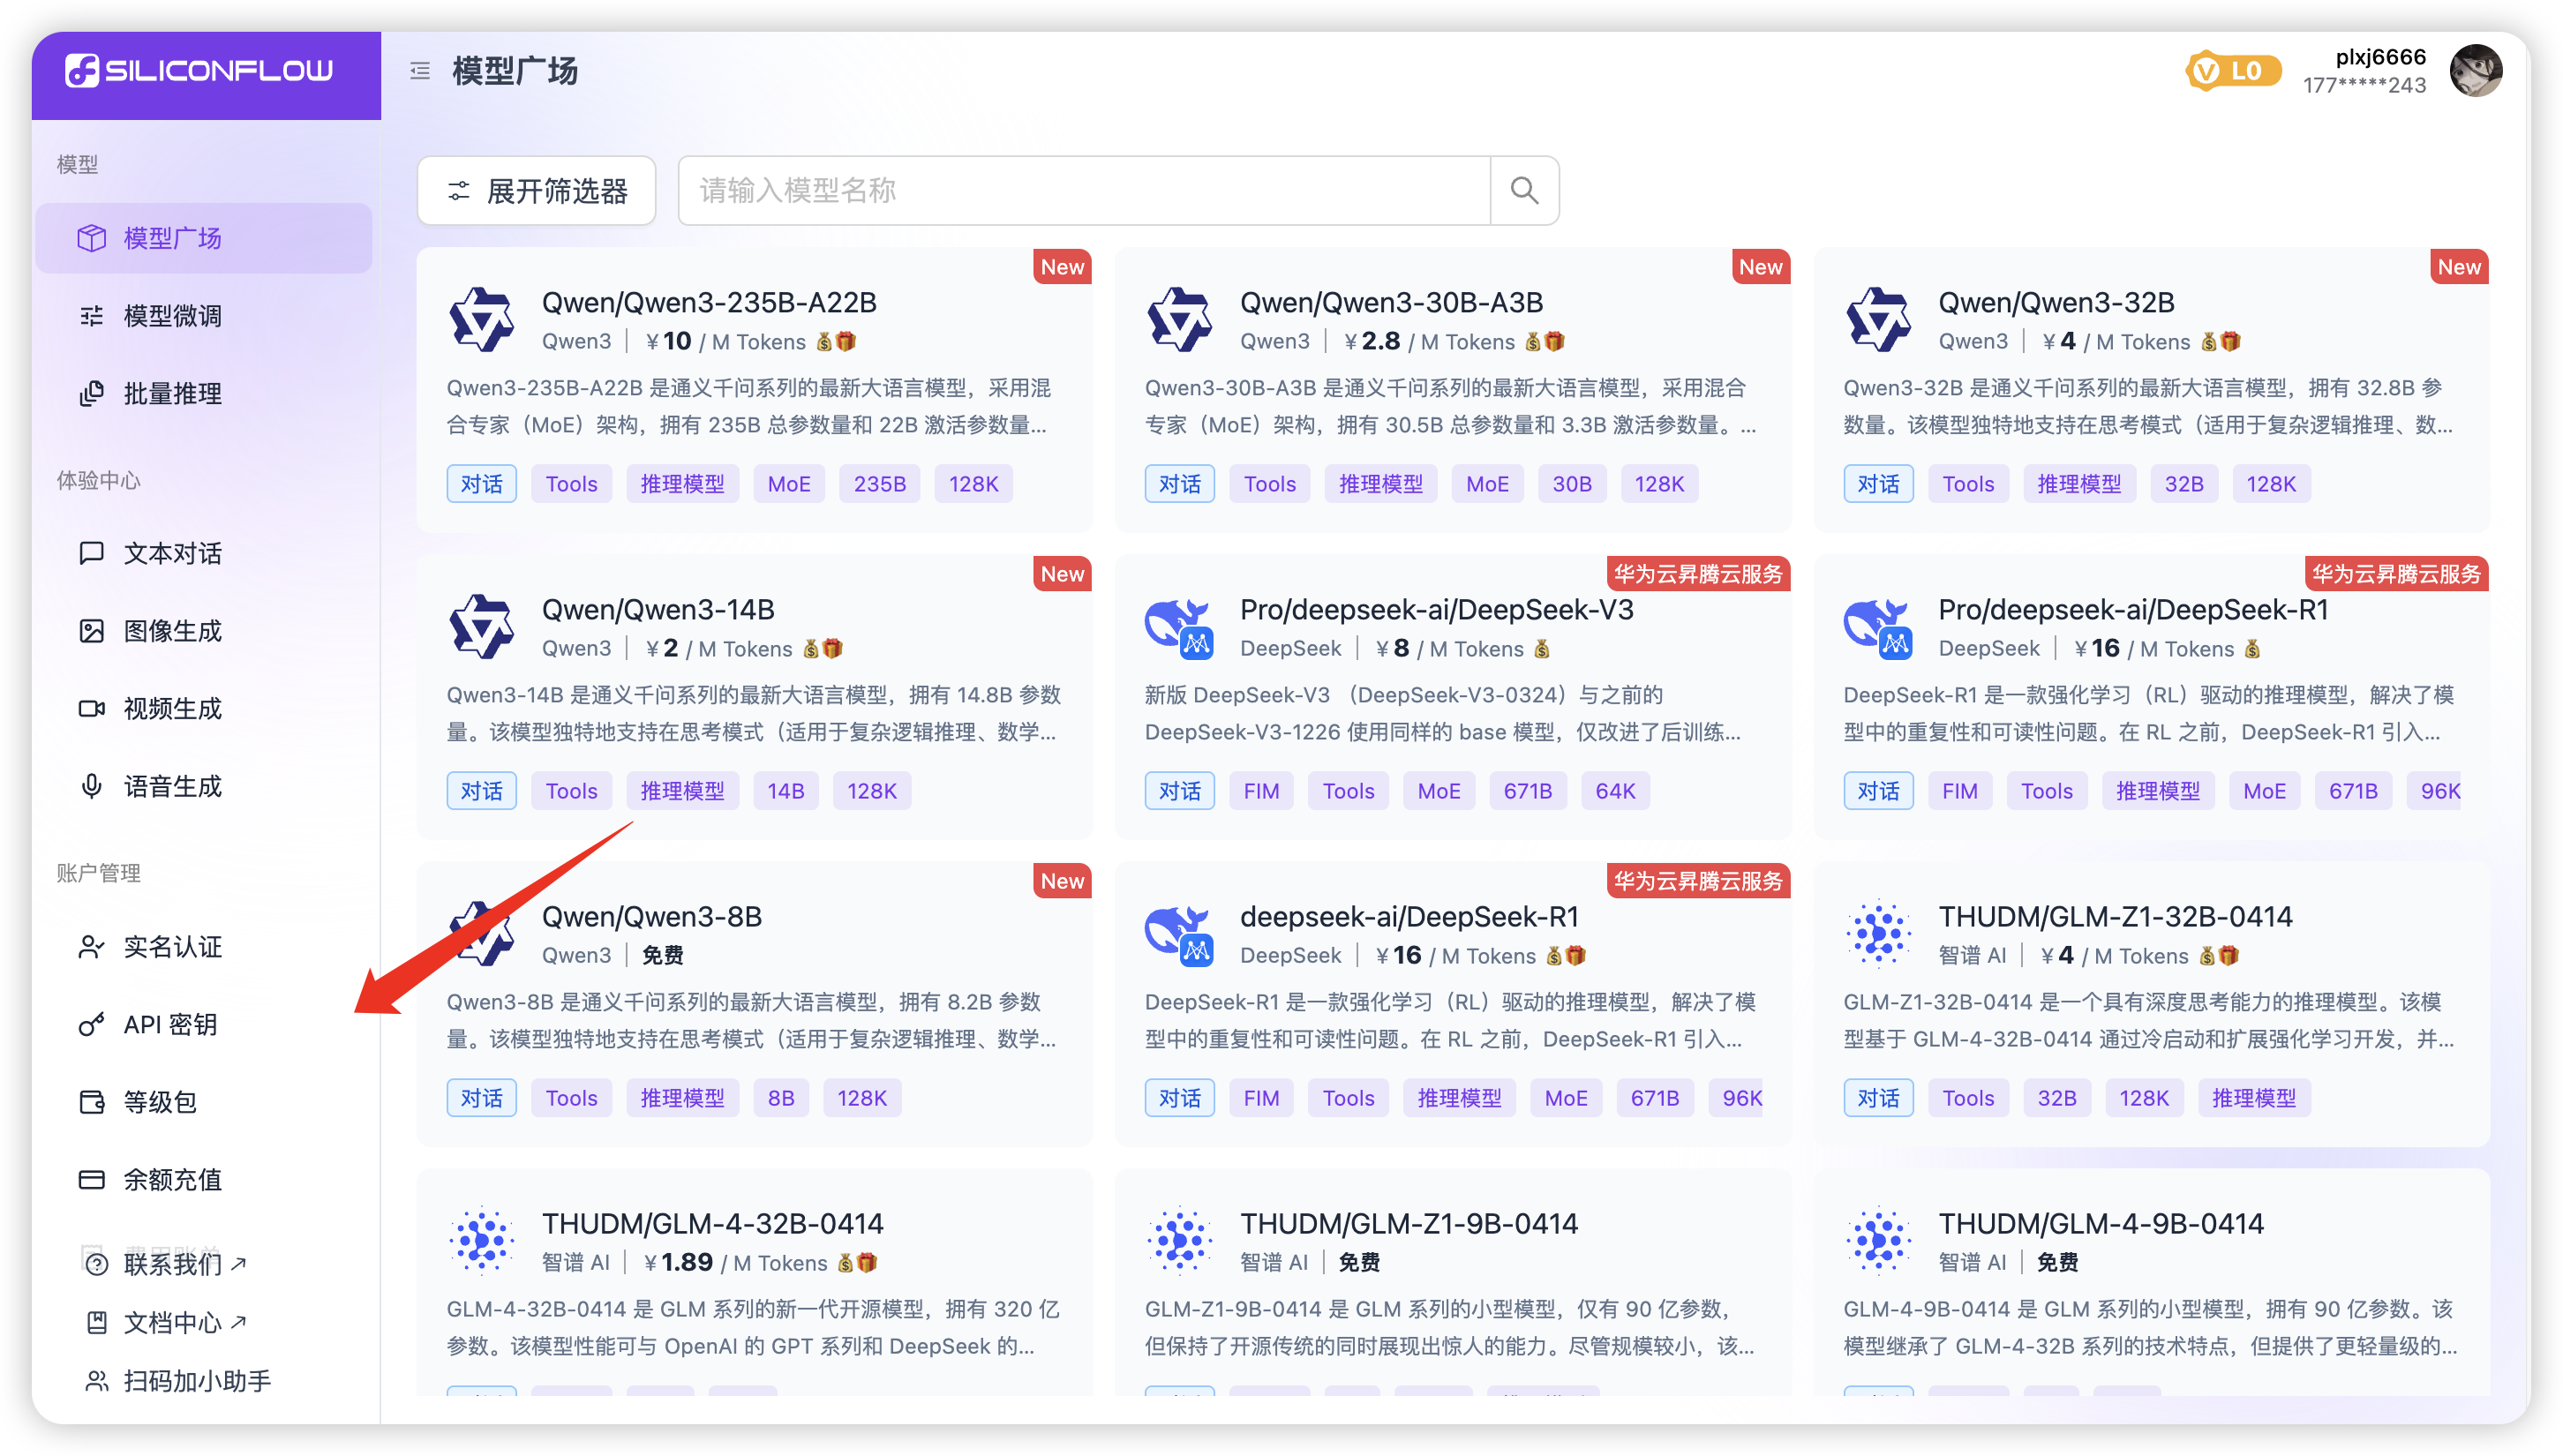 SILICONFLOW
模型
模型广场
模型微调
批量推理
体验中心
文本对话
图像生成
视频生成
语音生成
账户管理
实名认证
API 密钥
等级包
余额充值
联系我们
文档中心
扫码加小助手
模型广场
L0
plxj6666
177*****243
展开筛选器
请输入模型名称
New
Qwen/Qwen3-235B-A22B
Qwen3 | ¥ 10 / M Tokens 💰🎁
Qwen3-235B-A22B 是通义千问系列的最新大语言模型，采用混
合专家（MoE）架构，拥有 235B 总参数量和 22B 激活参数量...
对话 Tools 推理模型 MoE 235B 128K
New
Qwen/Qwen3-30B-A3B
Qwen3 | ¥ 2.8 / M Tokens 💰🎁
Qwen3-30B-A3B 是通义千问系列的最新大语言模型，采用混合
专家（MoE）架构，拥有 30.5B 总参数量和 3.3B 激活参数量。...
对话 Tools 推理模型 MoE 30B 128K
New
Qwen/Qwen3-32B
Qwen3 | ¥ 4 / M Tokens 💰🎁
Qwen3-32B 是通义千问系列的最新大语言模型，拥有 32.8B 参
数量。该模型独特地支持在思考模式（适用于复杂逻辑推理、数...
对话 Tools 推理模型 32B 128K
New
Qwen/Qwen3-14B
Qwen3 | ¥ 2 / M Tokens 💰🎁
Qwen3-14B 是通义千问系列的最新大语言模型，拥有 14.8B 参数
量。该模型独特地支持在思考模式（适用于复杂逻辑推理、数学...
对话 Tools 推理模型 14B 128K
华为云昇腾云服务
Pro/deepseek-ai/DeepSeek-V3
DeepSeek | ¥ 8 / M Tokens 💰
新版 DeepSeek-V3 （DeepSeek-V3-0324）与之前的
DeepSeek-V3-1226 使用同样的 base 模型，仅改进了后训练...
对话 FIM Tools MoE 671B 64K
华为云昇腾云服务
Pro/deepseek-ai/DeepSeek-R1
DeepSeek | ¥ 16 / M Tokens 💰
DeepSeek-R1 是一款强化学习（RL）驱动的推理模型，解决了模
型中的重复性和可读性问题。在 RL 之前，DeepSeek-R1 引入...
对话 FIM Tools 推理模型 MoE 671B 96K
New
Qwen/Qwen3-8B
Qwen3 | 免费
Qwen3-8B 是通义千问系列的最新大语言模型，拥有 8.2B 参数
量。该模型独特地支持在思考模式（适用于复杂逻辑推理、数学...
对话 Tools 推理模型 8B 128K
华为云昇腾云服务
deepseek-ai/DeepSeek-R1
DeepSeek | ¥ 16 / M Tokens 💰🎁
DeepSeek-R1 是一款强化学习（RL）驱动的推理模型，解决了模
型中的重复性和可读性问题。在 RL 之前，DeepSeek-R1 引入...
对话 FIM Tools 推理模型 MoE 671B 96K
THUDM/GLM-Z1-32B-0414
智谱 AI | ¥ 4 / M Tokens 💰🎁
GLM-Z1-32B-0414 是一个具有深度思考能力的推理模型。该模
型基于 GLM-4-32B-0414 通过冷启动和扩展强化学习开发，并...
对话 Tools 32B 128K 推理模型
THUDM/GLM-4-32B-0414
智谱 AI | ¥ 1.89 / M Tokens 💰🎁
GLM-4-32B-0414 是 GLM 系列的新一代开源模型，拥有 320 亿
参数。该模型性能可与 OpenAI 的 GPT 系列和 DeepSeek 的...
THUDM/GLM-Z1-9B-0414
智谱 AI | 免费
GLM-Z1-9B-0414 是 GLM 系列的小型模型，仅有 90 亿参数，
但保持了开源传统的同时展现出惊人的能力。尽管规模较小，该...
THUDM/GLM-4-9B-0414
智谱 AI | 免费
GLM-4-9B-0414 是 GLM 系列的小型模型，拥有 90 亿参数。该
模型继承了 GLM-4-32B 系列的技术特点，但提供了更轻量级的...